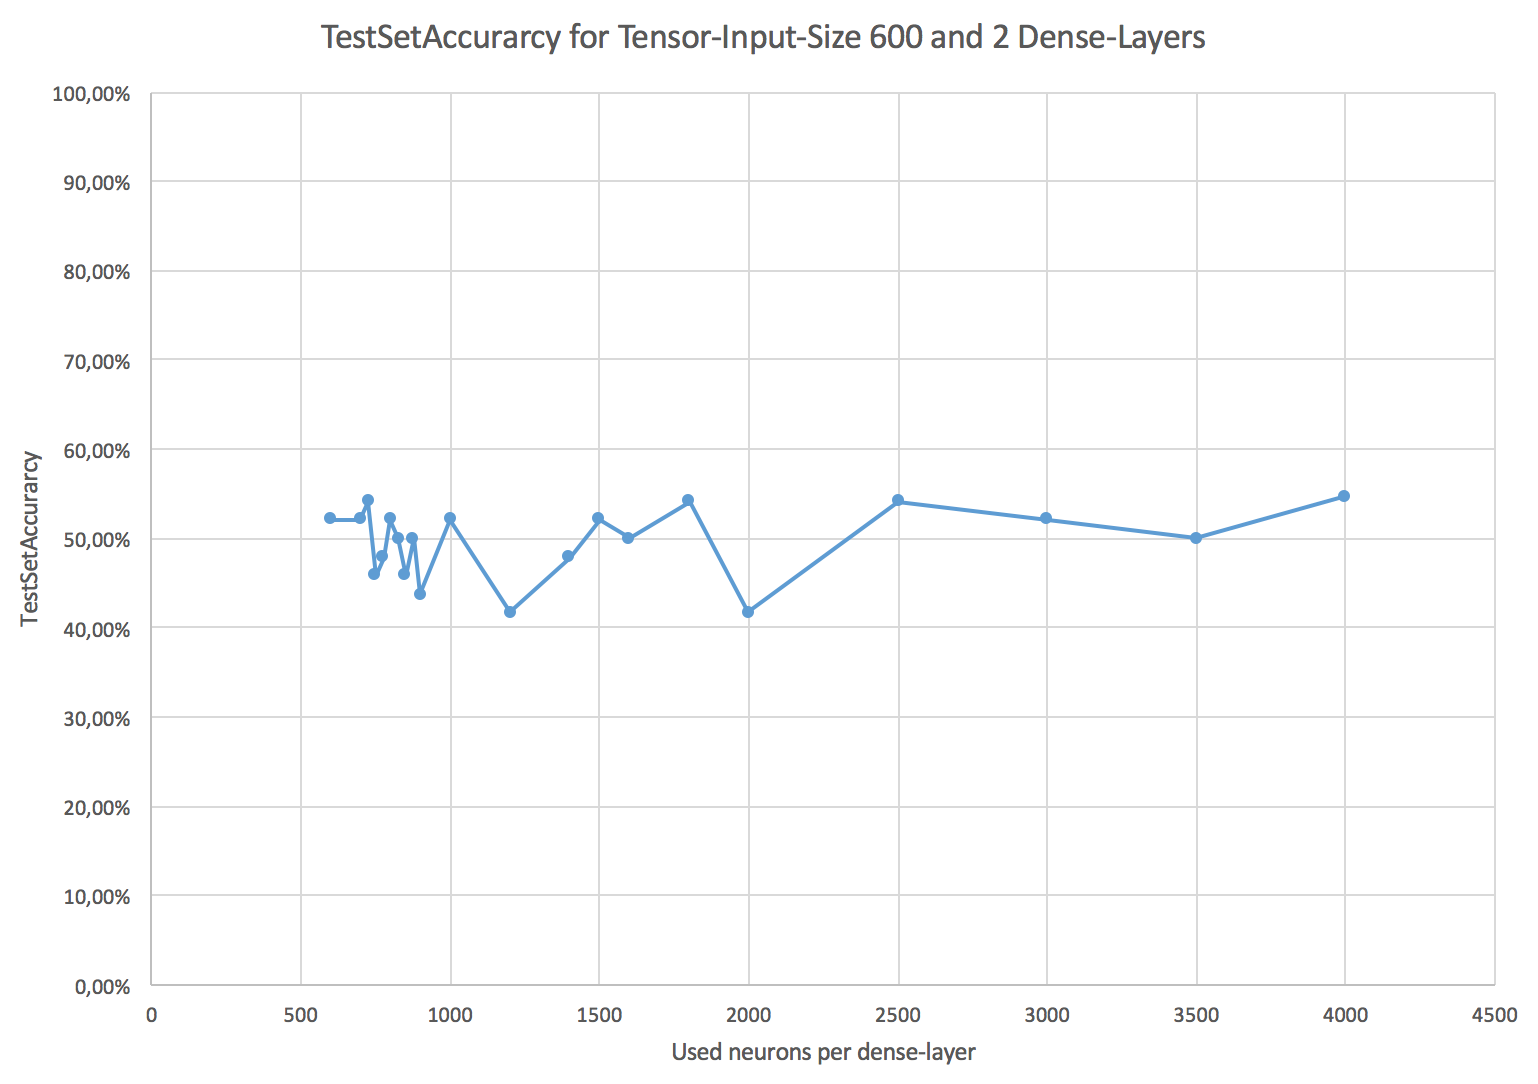 TestSetAccurarcy for Tensor-Input-Size 600 and 2 Dense-Layers
100,00%
90,00%
80,00%
70,00%
60,00%
50,00%
40,00%
30,00%
20,00%
10,00%
0,00%
TestSetAccurarcy
0 500 1000 1500 2000 2500 3000 3500 4000 4500
Used neurons per dense-layer